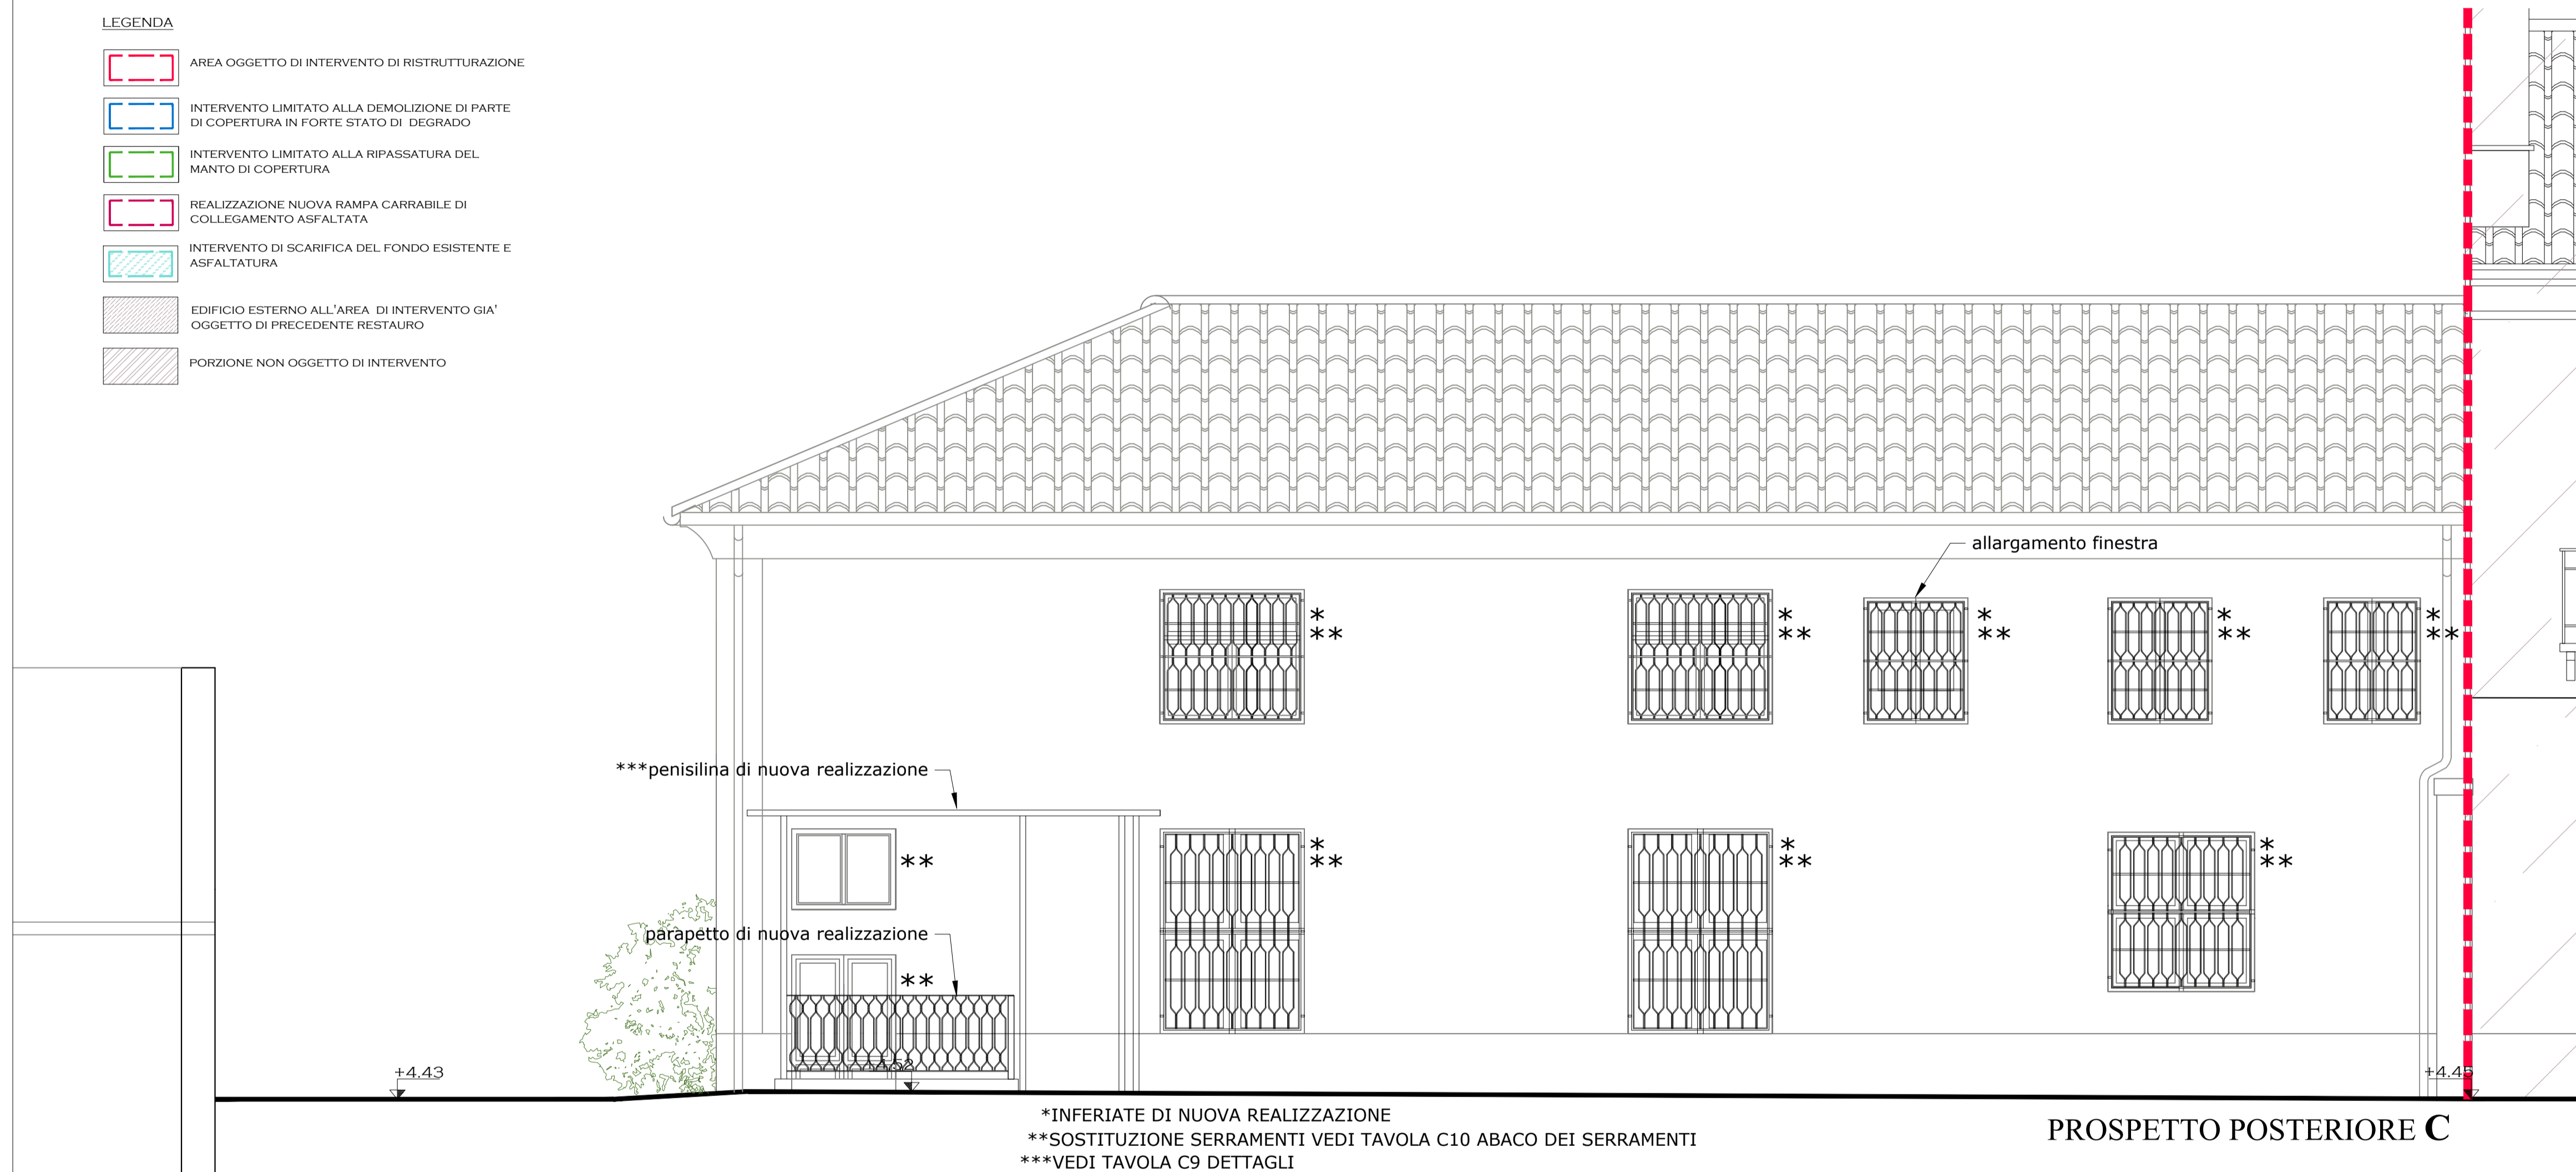 LEGENDA
AREA OGGETTO DI INTERVENTO DI RISTRUTTURAZIONE
INTERVENTO LIMITATO ALLA DEMOLIZIONE DI PARTE
DI COPERTURA IN FORTE STATO DI DEGRADO
INTERVENTO LIMITATO ALLA RIPASSATURA DEL
MANTO DI COPERTURA
REALIZZAZIONE NUOVA RAMPA CARRABILE DI
COLLEGAMENTO ASFALTATA
INTERVENTO DI SCARIFICA DEL FONDO ESISTENTE E
ASFALTATURA
EDIFICIO ESTERNO ALL'AREA DI INTERVENTO GIA'
OGGETTO DI PRECEDENTE RESTAURO
PORZIONE NON OGGETTO DI INTERVENTO
allargamento finestra
*
**
*
**
*
**
*
**
*
**
***penisilina di nuova realizzazione
**
*
**
*
**
*
**
parapetto di nuova realizzazione
**
+4.43
+4.45
*INFERIATE DI NUOVA REALIZZAZIONE
**SOSTITUZIONE SERRAMENTI VEDI TAVOLA C10 ABACO DEI SERRAMENTI
***VEDI TAVOLA C9 DETTAGLI
PROSPETTO POSTERIORE C